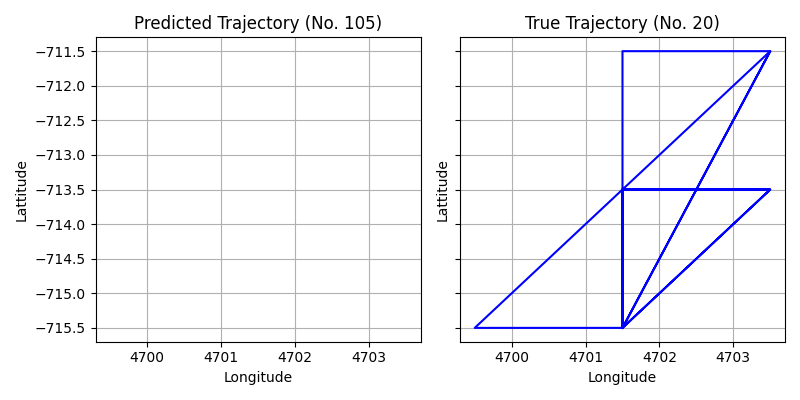 Predicted Trajectory (No. 105)
True Trajectory (No. 20)
−711.5
−712.0
−712.5
−713.0
−713.5
−714.0
−714.5
−715.0
−715.5
Lattitude
Lattitude
4700 4701 4702 4703
4700 4701 4702 4703
Longitude
Longitude